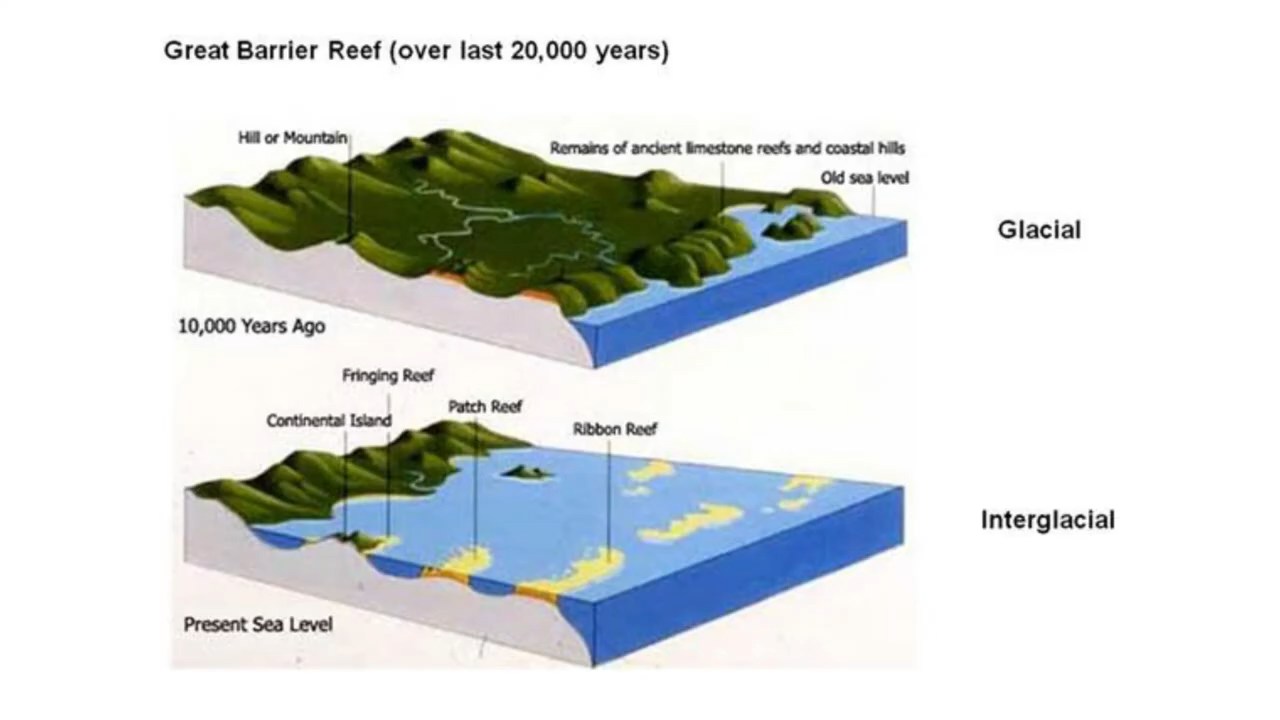 Great Barrier Reef (over last 20,000 years)
Hill or Mountain
Remains of ancient limestone reefs and coastal hills
Old sea level
Glacial
10,000 Years Ago
Fringing Reef
Patch Reef
Continental Island
Ribbon Reef
Interglacial
Present Sea Level